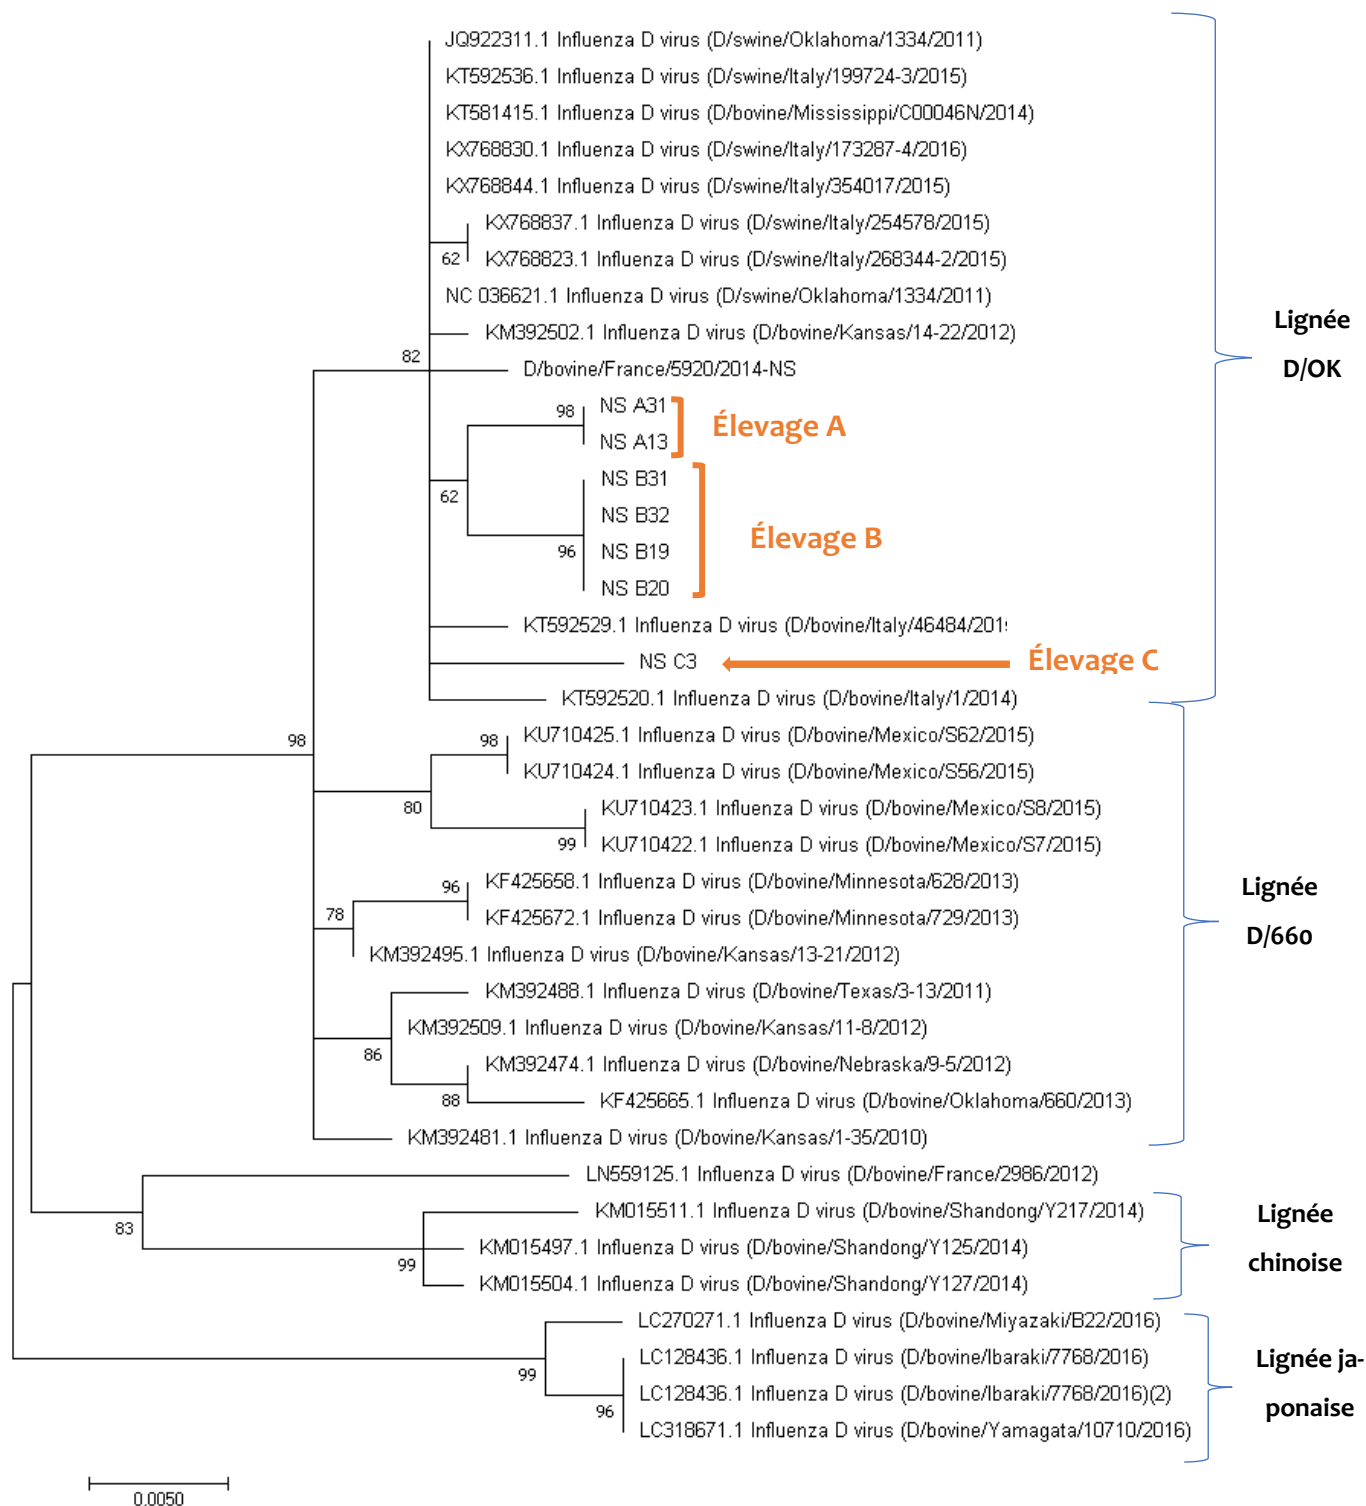 JQ922311.1 Influenza D virus (D/swine/Oklahoma/1334/2011)
KT592536.1 Influenza D virus (D/swine/Italy/199724-3/2015)
KT581415.1 Influenza D virus (D/bovine/Mississippi/C00046N/2014)
KX768830.1 Influenza D virus (D/swine/Italy/173287-4/2016)
KX768844.1 Influenza D virus (D/swine/Italy/354017/2015)
KX768837.1 Influenza D virus (D/swine/Italy/254578/2015)
62
KX768823.1 Influenza D virus (D/swine/Italy/268344-2/2015)
NC 036621.1 Influenza D virus (D/swine/Oklahoma/1334/2011)
KM392502.1 Influenza D virus (D/bovine/Kansas/14-22/2012)
Lignée
D/OK
82
D/bovine/France/5920/2014-NS
98
NS A31
NS A13
Élevage A
62
NS B31
NS B32
Élevage B
96
NS B19
NS B20
KT592529.1 Influenza D virus (D/bovine/Italy/46484/201
NS C3
Élevage C
KT592520.1 Influenza D virus (D/bovine/Italy/1/2014)
98
98
KU710425.1 Influenza D virus (D/bovine/Mexico/S62/2015)
KU710424.1 Influenza D virus (D/bovine/Mexico/S56/2015)
80
KU710423.1 Influenza D virus (D/bovine/Mexico/S8/2015)
99
KU710422.1 Influenza D virus (D/bovine/Mexico/S7/2015)
96
KF425658.1 Influenza D virus (D/bovine/Minnesota/628/2013)
78
KF425672.1 Influenza D virus (D/bovine/Minnesota/729/2013)
Lignée
D/660
KM392495.1 Influenza D virus (D/bovine/Kansas/13-21/2012)
KM392488.1 Influenza D virus (D/bovine/Texas/3-13/2011)
KM392509.1 Influenza D virus (D/bovine/Kansas/11-8/2012)
86
KM392474.1 Influenza D virus (D/bovine/Nebraska/9-5/2012)
88
KF425665.1 Influenza D virus (D/bovine/Oklahoma/660/2013)
KM392481.1 Influenza D virus (D/bovine/Kansas/1-35/2010)
LN559125.1 Influenza D virus (D/bovine/France/2986/2012)
83
KM015511.1 Influenza D virus (D/bovine/Shandong/Y217/2014)
KM015497.1 Influenza D virus (D/bovine/Shandong/Y125/2014)
99
KM015504.1 Influenza D virus (D/bovine/Shandong/Y127/2014)
Lignée
chinoise
LC270271.1 Influenza D virus (D/bovine/Miyazaki/B22/2016)
99
LC128436.1 Influenza D virus (D/bovine/Ibaraki/7768/2016)
LC128436.1 Influenza D virus (D/bovine/Ibaraki/7768/2016)(2)
96
LC318671.1 Influenza D virus (D/bovine/Yamagata/10710/2016)
Lignée ja-
ponaise
0.0050